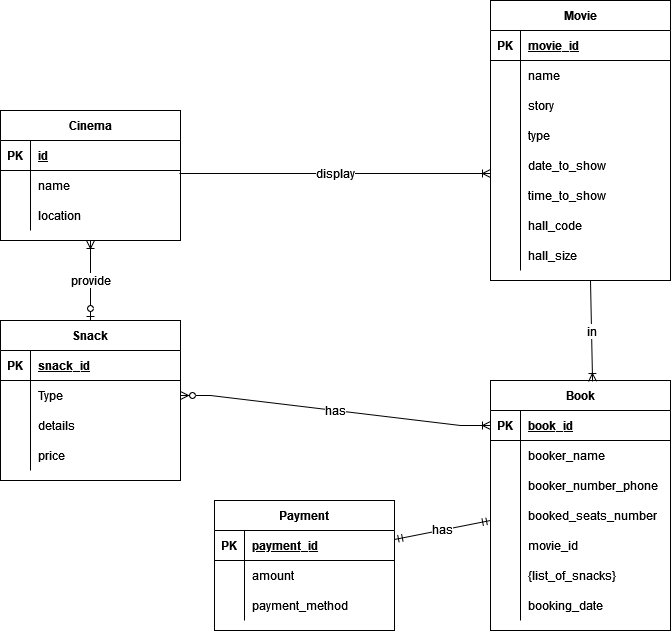 Movie
PK movie_id
name
story
type
date_to_show
time_to_show
hall_code
hall_size
Cinema
PK id
name
location
display
provide
Snack
PK snack_id
Type
details
price
in
has
Book
PK book_id
booker_name
booker_number_phone
booked_seats_number
movie_id
{list_of_snacks}
booking_date
has
Payment
PK payment_id
amount
payment_method